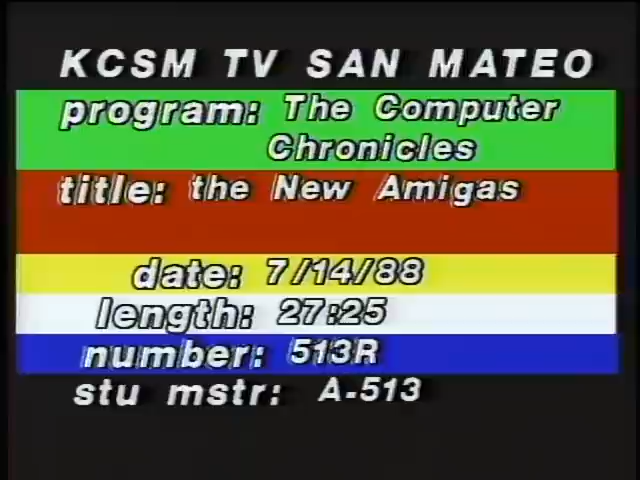 KCSM TV SAN MATEO
program: The Computer
Chronicles
title: the New Amigas
date: 7/14/88
length: 27:25
number: 513R
stu mstr: A-513